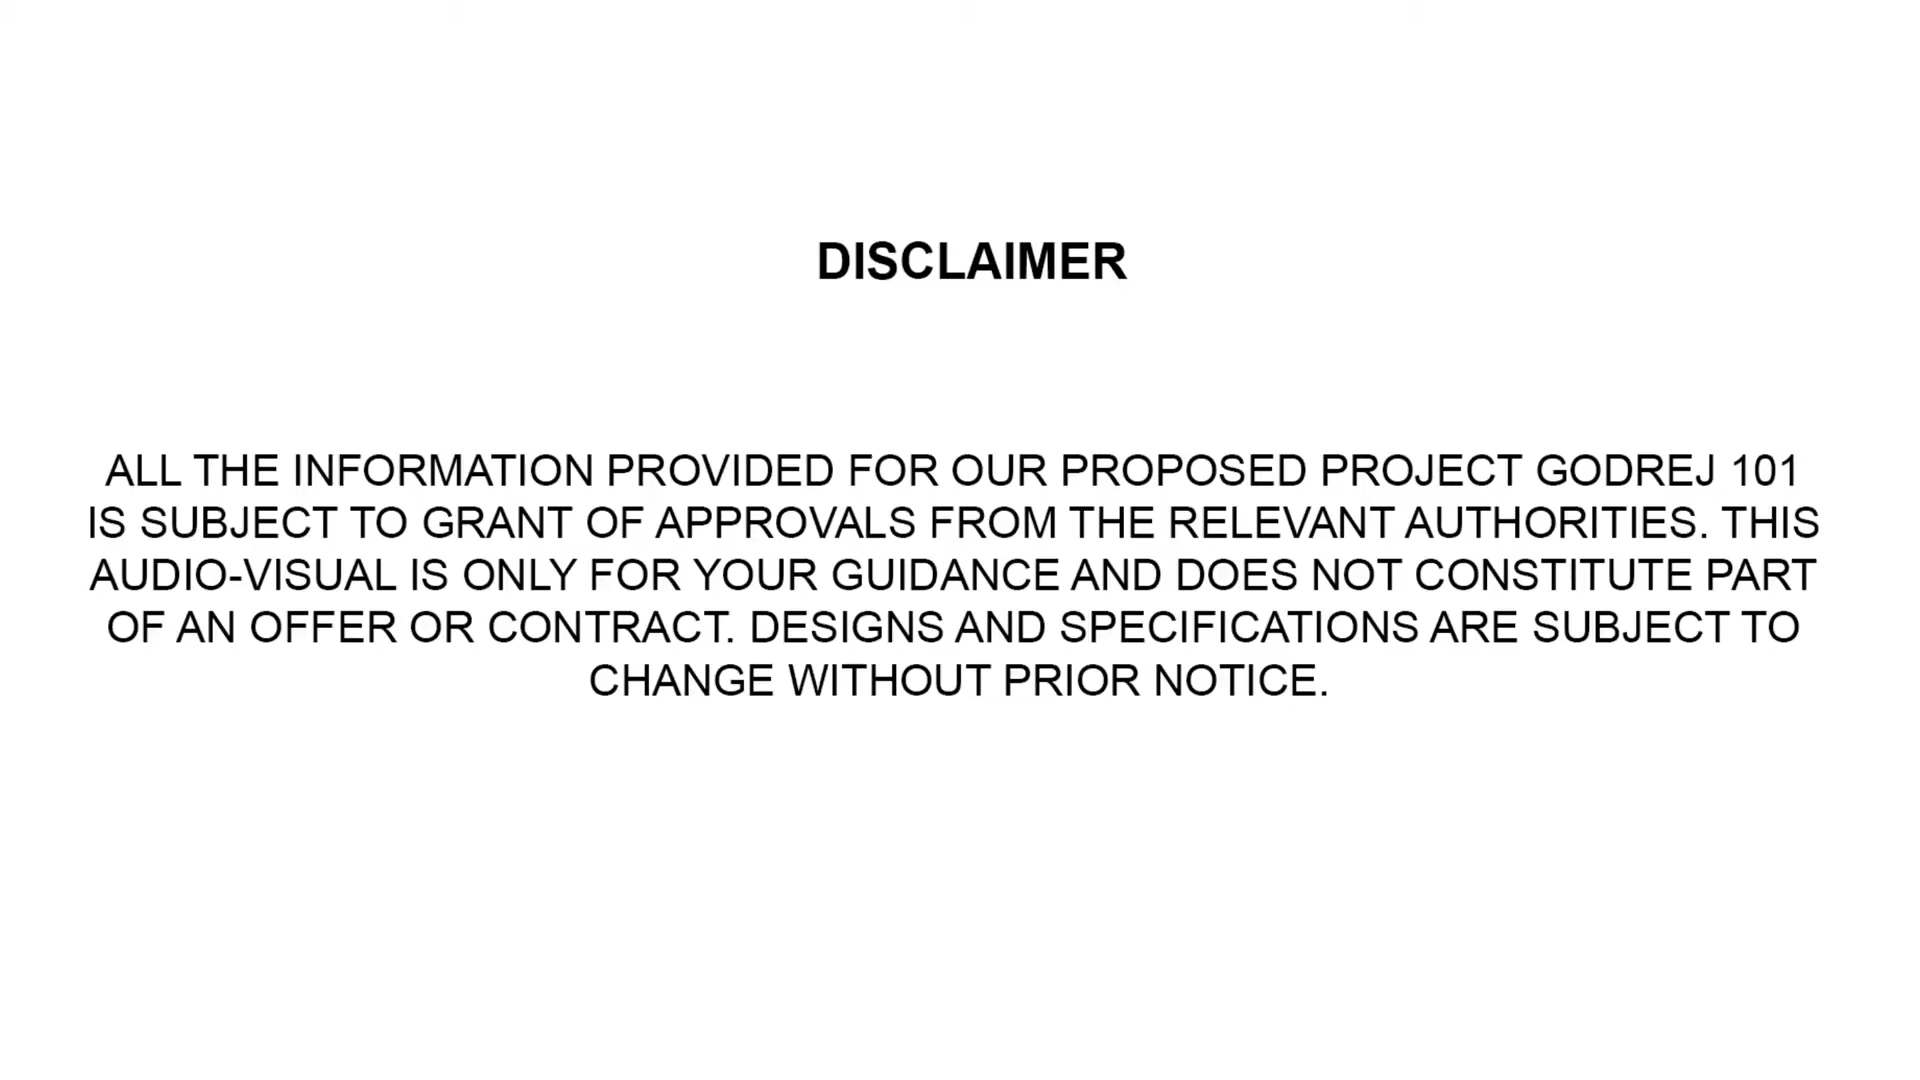 DISCLAIMER
ALL THE INFORMATION PROVIDED FOR OUR PROPOSED PROJECT GODREJ 101
IS SUBJECT TO GRANT OF APPROVALS FROM THE RELEVANT AUTHORITIES. THIS
AUDIO-VISUAL IS ONLY FOR YOUR GUIDANCE AND DOES NOT CONSTITUTE PART
OF AN OFFER OR CONTRACT. DESIGNS AND SPECIFICATIONS ARE SUBJECT TO
CHANGE WITHOUT PRIOR NOTICE.